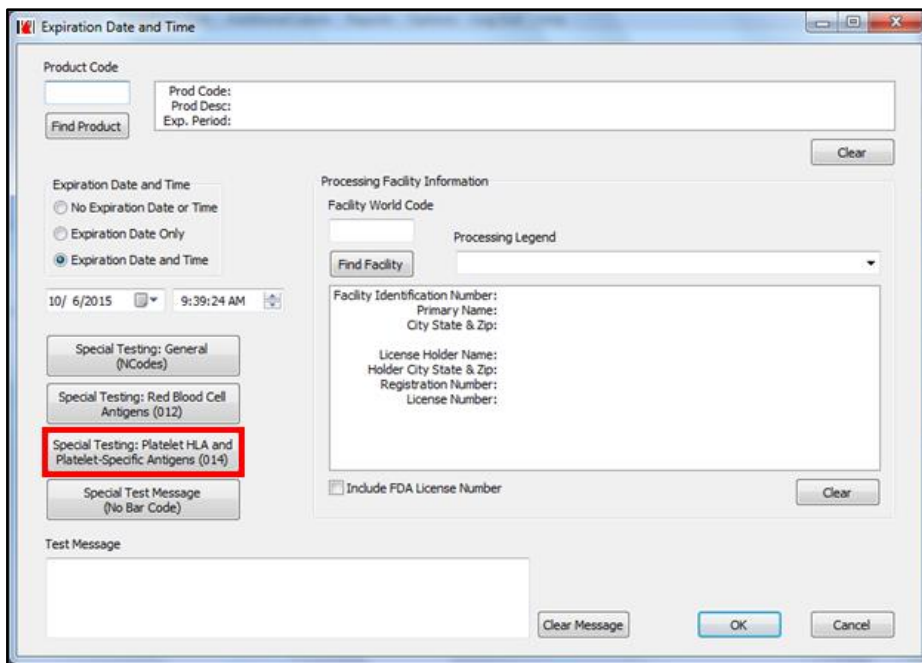 Expiration Date and Time
Product Code
Prod Code:
Prod Desc:
Exp. Period:
Find Product
Clear
Expiration Date and Time
No Expiration Date or Time
Expiration Date Only
Expiration Date and Time
10/ 6/2015
9:39:24 AM
Special Testing: General
(NCodes)
Special Testing: Red Blood Cell
Antigens (012)
Special Testing: Platelet HLA and
Platelet-Specific Antigens (014)
Special Test Message
(No Bar Code)
Processing Facility Information
Facility World Code
Processing Legend
Find Facility
Facility Identification Number:
Primary Name:
City State & Zip:
License Holder Name:
Holder City State & Zip:
Registration Number:
License Number:
Include FDA License Number
Clear
Test Message
Clear Message
OK
Cancel